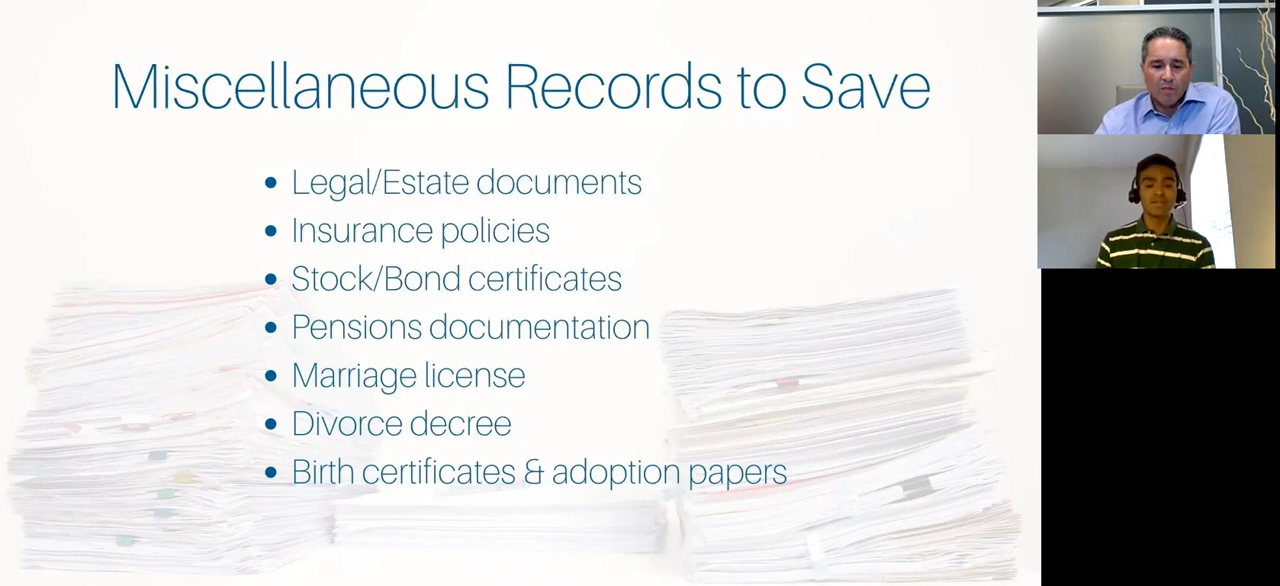 Miscellaneous Records to Save
• Legal/Estate documents
• Insurance policies
• Stock/Bond certificates
• Pensions documentation
• Marriage license
• Divorce decree
• Birth certificates & adoption papers